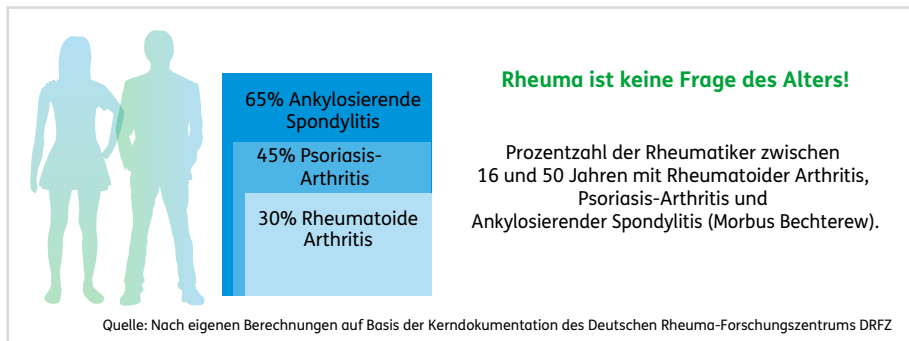 65% Ankylosierende
Spondylitis
45% Psoriasis-
Arthritis
30% Rheumatoide
Arthritis
Rheuma ist keine Frage des Alters!
Prozentzahl der Rheumatiker zwischen
16 und 50 Jahren mit Rheumatoider Arthritis,
Psoriasis-Arthritis und
Ankylosierender Spondylitis (Morbus Bechterew).
Quelle: Nach eigenen Berechnungen auf Basis der Kerndokumentation des Deutschen Rheuma-Forschungszentrums DRFZ